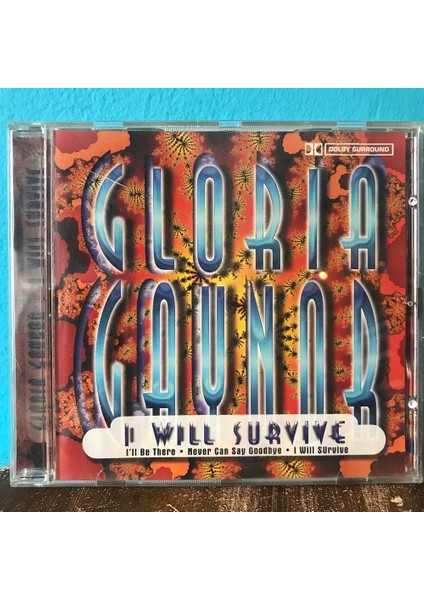 DOLBY SURROUND
GLORIA
GAYNOR
I WILL SURVIVE
I'll Be There • Never Can Say Goodbye • I Will Survive
GLORIA GAYNOR I WILL SURVIVE